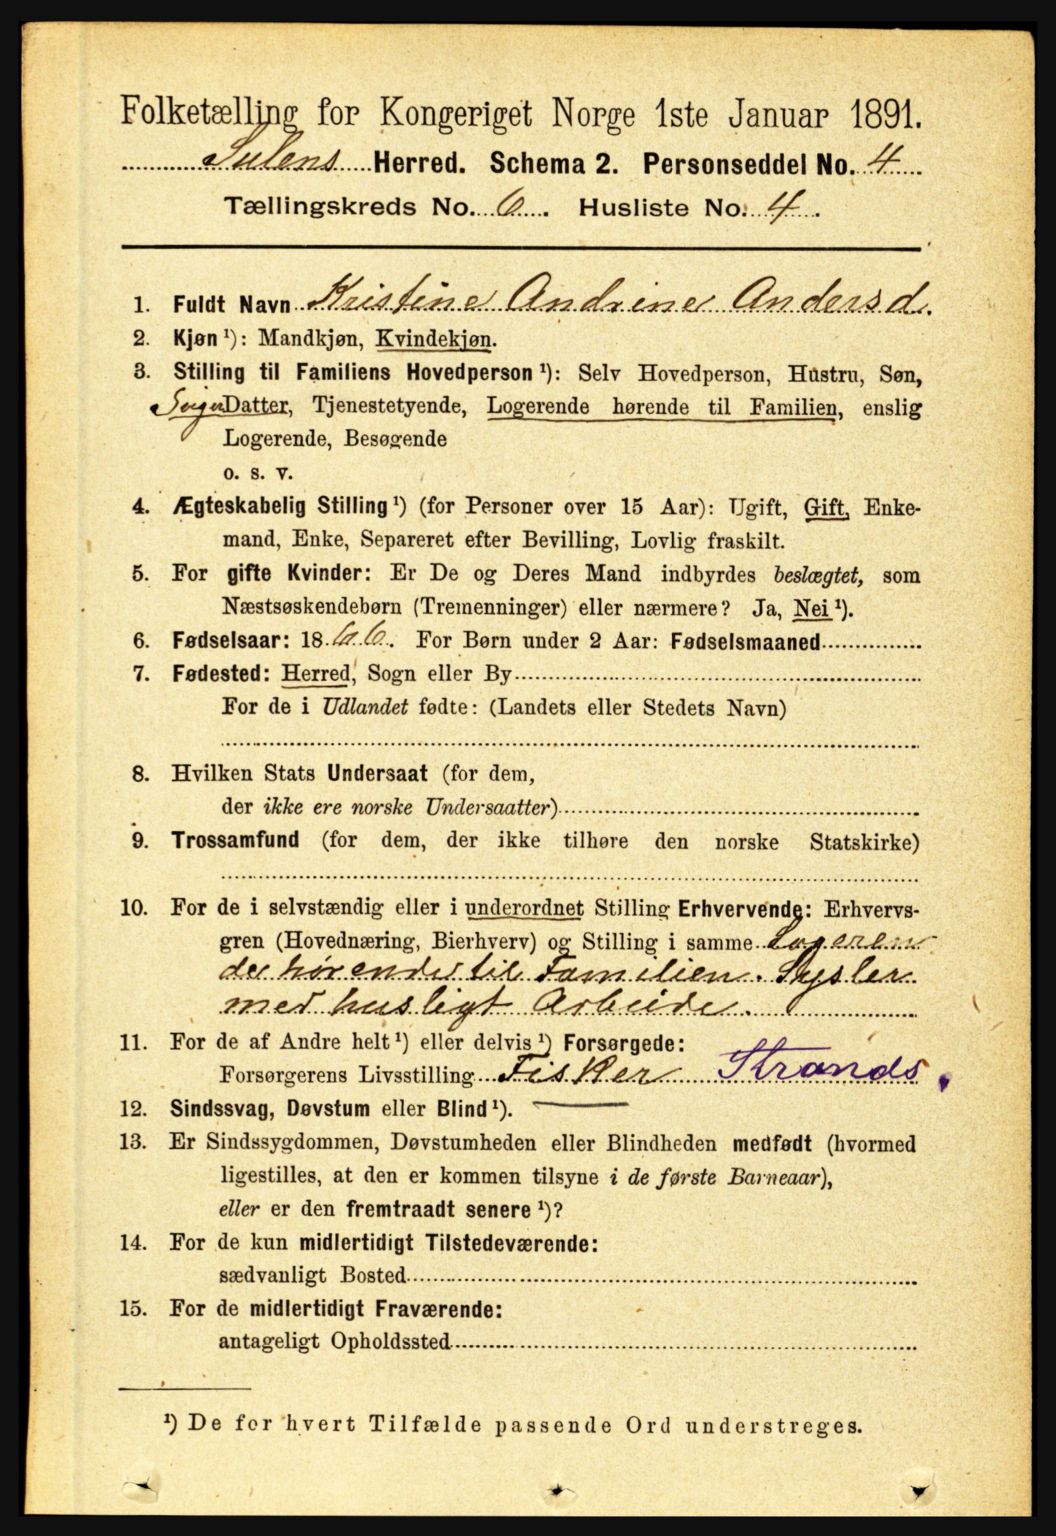 Folketælling for Kongeriget Norge 1ste Januar 1891.
Sulens Herred. Schema 2. Personseddel No. 4
Tællingskreds No. 6. Husliste No. 4.
1. Fuldt Navn Kristine Andrine Andersd.
2. Kjøn ¹): Mandkjøn, Kvindekjøn.
3. Stilling til Familiens Hovedperson ¹): Selv Hovedperson, Hustru, Søn,
Datter, Tjenestetyende, Logerende hørende til Familien, enslig
Logerende, Besøgende
o. s. v.
4. Ægteskabelig Stilling ¹) (for Personer over 15 Aar): Ugift, Gift, Enke-
mand, Enke, Separeret efter Bevilling, Lovlig fraskilt.
5. For gifte Kvinder: Er De og Deres Mand indbyrdes beslægtet, som
Næstsøskendebørn (Tremenninger) eller nærmere? Ja, Nei ¹).
6. Fødselsaar: 1866. For Børn under 2 Aar: Fødselsmaaned
7. Fødested: Herred, Sogn eller By
For de i Udlandet fødte: (Landets eller Stedets Navn)
8. Hvilken Stats Undersaat (for dem,
der ikke ere norske Undersaatter)
9. Trossamfund (for dem, der ikke tilhøre den norske Statskirke)
10. For de i selvstændig eller i underordnet Stilling Erhvervende: Erhvervs-
gren (Hovednæring, Bierhverv) og Stilling i samme Logeren
de hørende til Familien. Sysler
med husligt Arbeide.
11. For de af Andre helt ¹) eller delvis ¹) Forsørgede:
Forsørgerens Livsstilling Fisker Strands.
12. Sindssvag, Døvstum eller Blind ¹).
13. Er Sindssygdommen, Døvstumheden eller Blindheden medfødt (hvormed
ligestilles, at den er kommen tilsyne i de første Barneaar),
eller er den fremtraadt senere ¹)?
14. For de kun midlertidigt Tilstedeværende:
sædvanligt Bosted
15. For de midlertidigt Fraværende:
antageligt Opholdssted
¹) De for hvert Tilfælde passende Ord understreges.